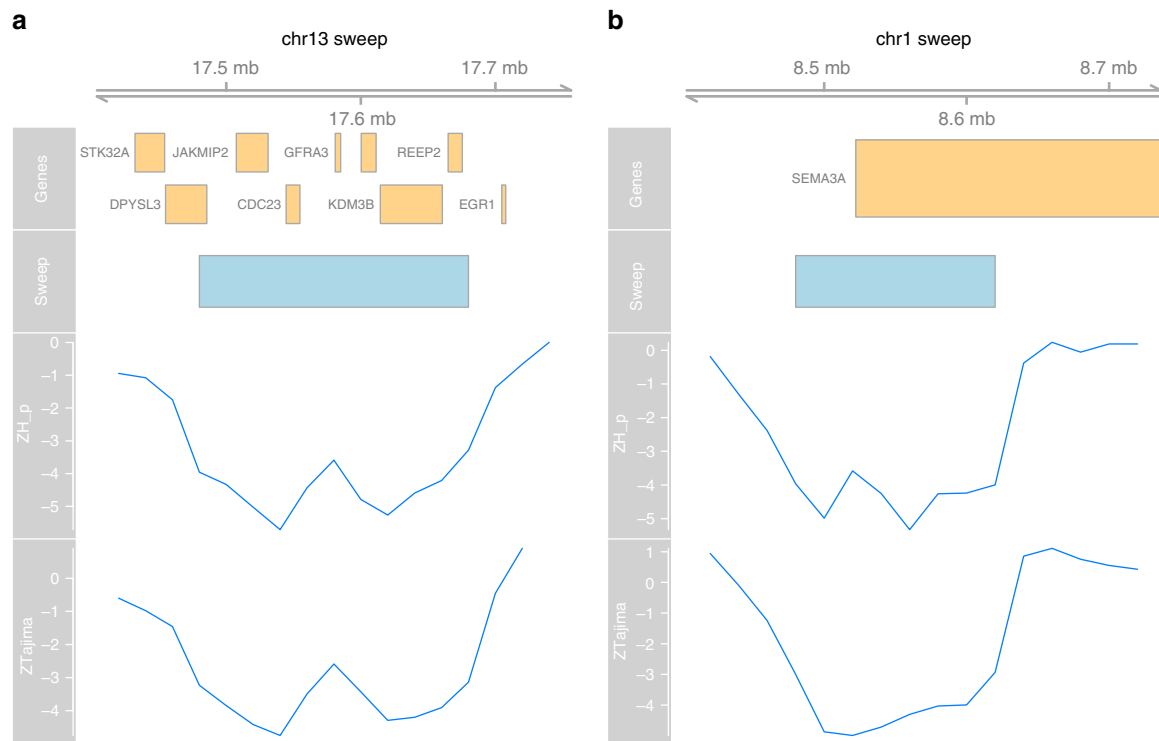 a
chr13 sweep
17.5 mb
17.7 mb
17.6 mb
Genes
STK32A
JAKMIP2
GFRA3
REEP2
DPYSL3
CDC23
KDM3B
EGR1
Sweep
ZH_p
0
–1
–2
–3
–4
–5
ZTajima
0
–1
–2
–3
–4
b
chr1 sweep
8.5 mb
8.7 mb
8.6 mb
Genes
SEMA3A
Sweep
ZH_p
0
–1
–2
–3
–4
–5
ZTajima
1
0
–1
–2
–3
–4